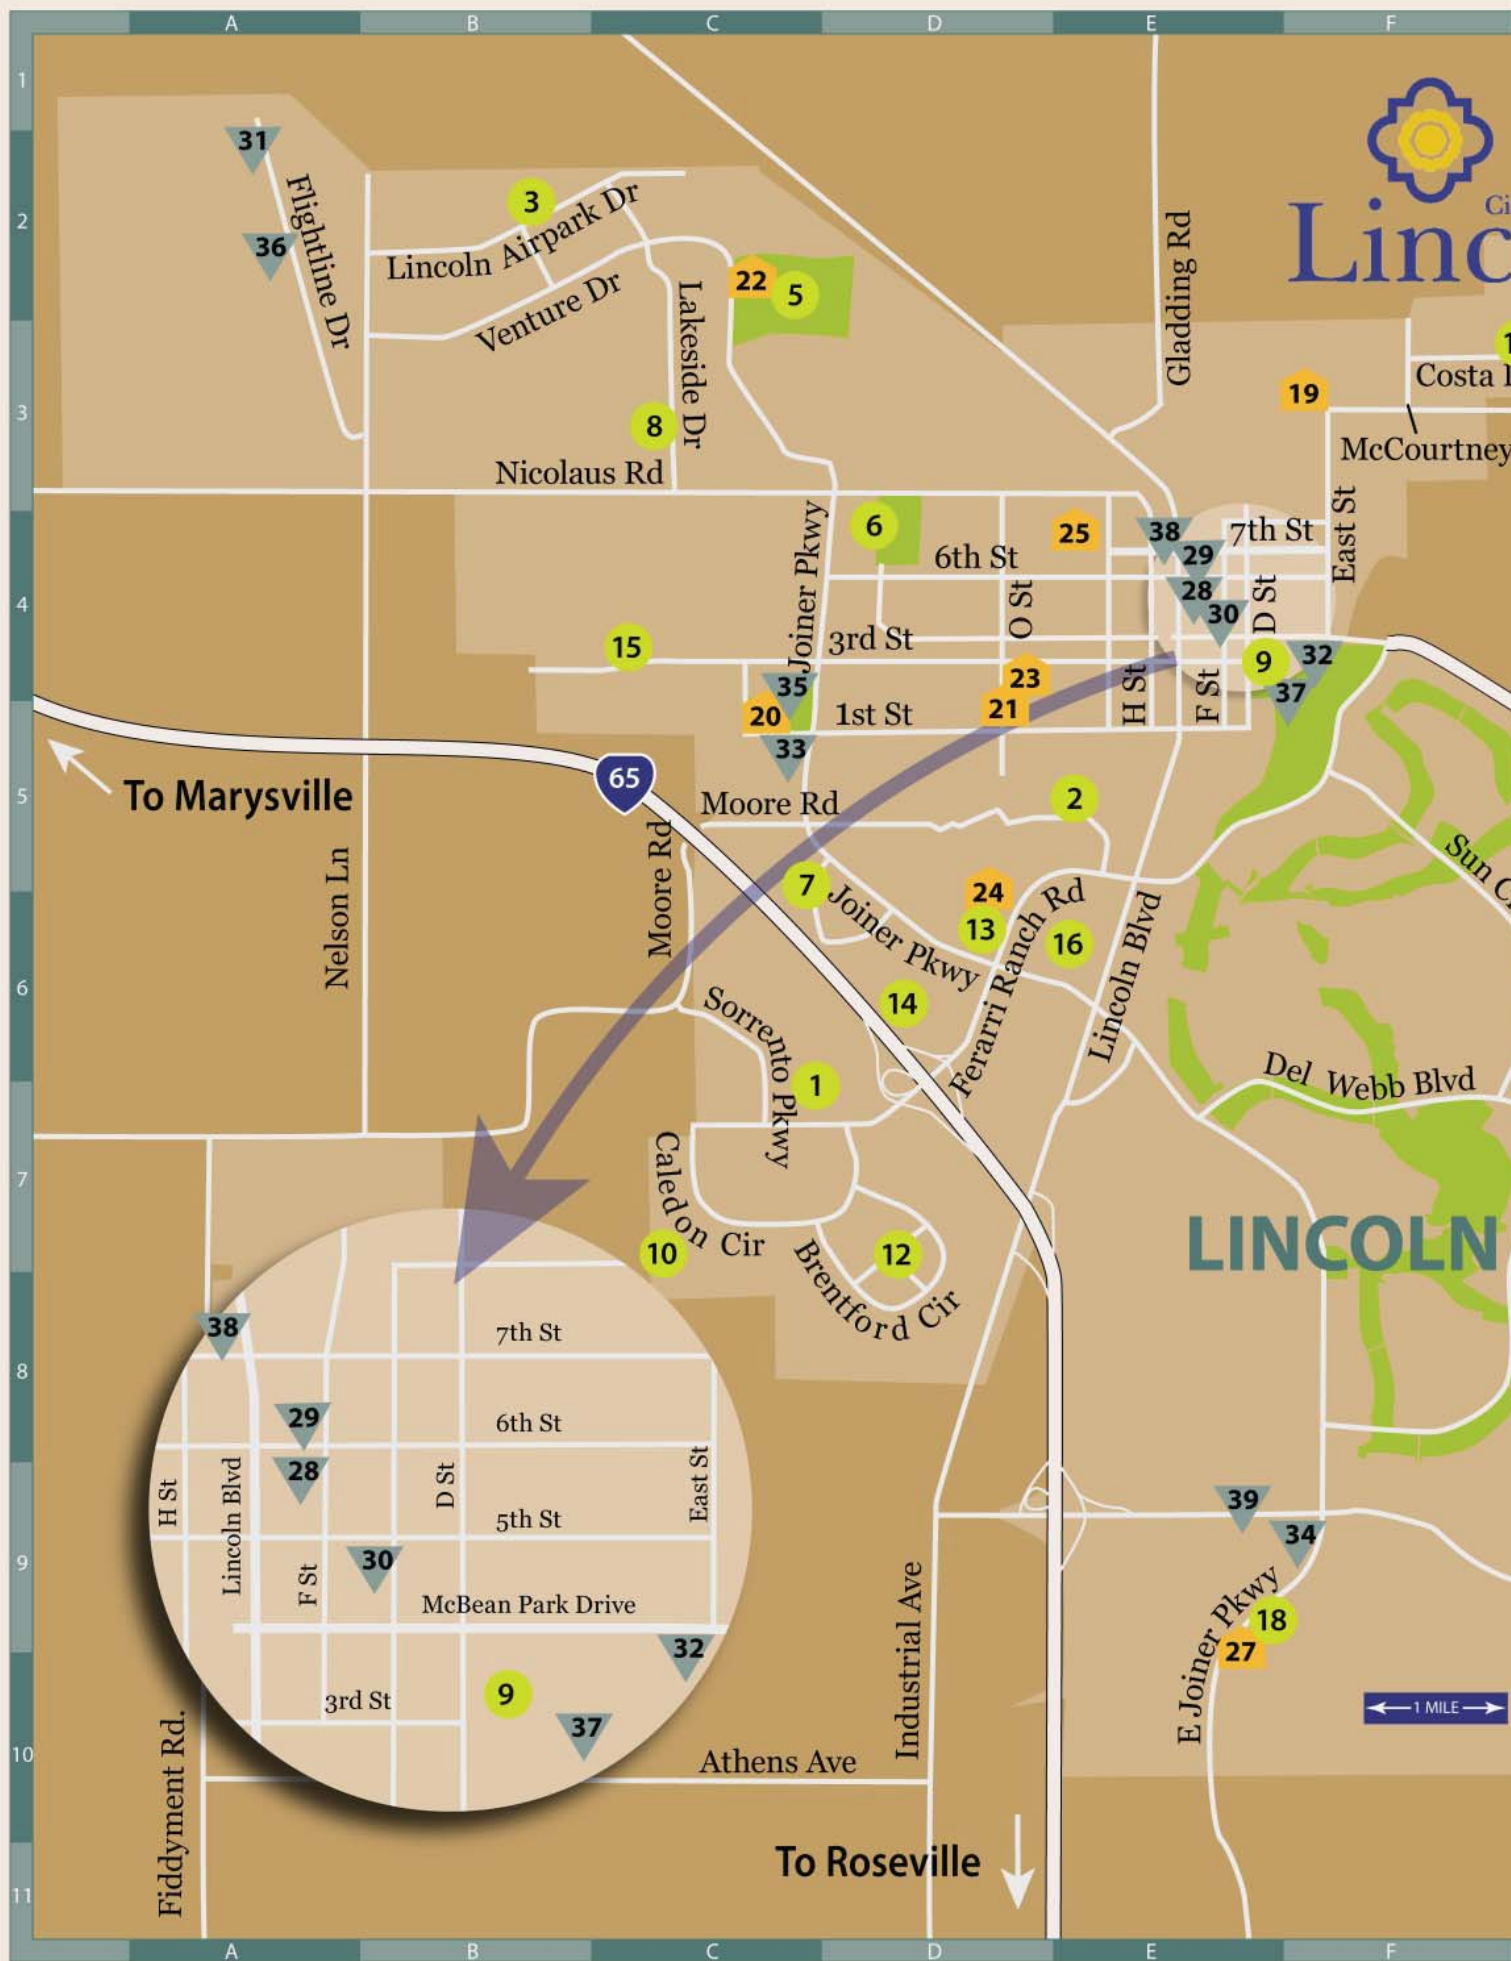 A B C D E F
1
2
3
4
5
6
7
8
9
10
11
31
36
Flightline Dr
3
Lincoln Airpark Dr
Venture Dr
Lakeside Dr
22
5
8
Nicolaus Rd
Gladding Rd
Linc
19
Costa
McCourtney
East St
6
25
38
29
7th St
6th St
28
30
D St
Joiner Pkwy
O St
15
3rd St
9
32
35
23
37
20
21
1st St
H St
F St
33
To Marysville
65
Moore Rd
2
Nelson Ln
Moore Rd
7
Joiner Pkwy
24
13
Ferarri Ranch Rd
16
Lincoln Blvd
Sun
14
Sorrento Pkwy
1
Del Webb Blvd
Caledon Cir
10
12
Brentford Cir
LINCOLN
38
7th St
29
6th St
28
H St
Lincoln Blvd
D St
East St
5th St
30
F St
McBean Park Drive
32
9
3rd St
37
39
34
E Joiner Pkwy
18
27
1 MILE
Industrial Ave
Athens Ave
Fiddyment Rd.
To Roseville
A B C D E F